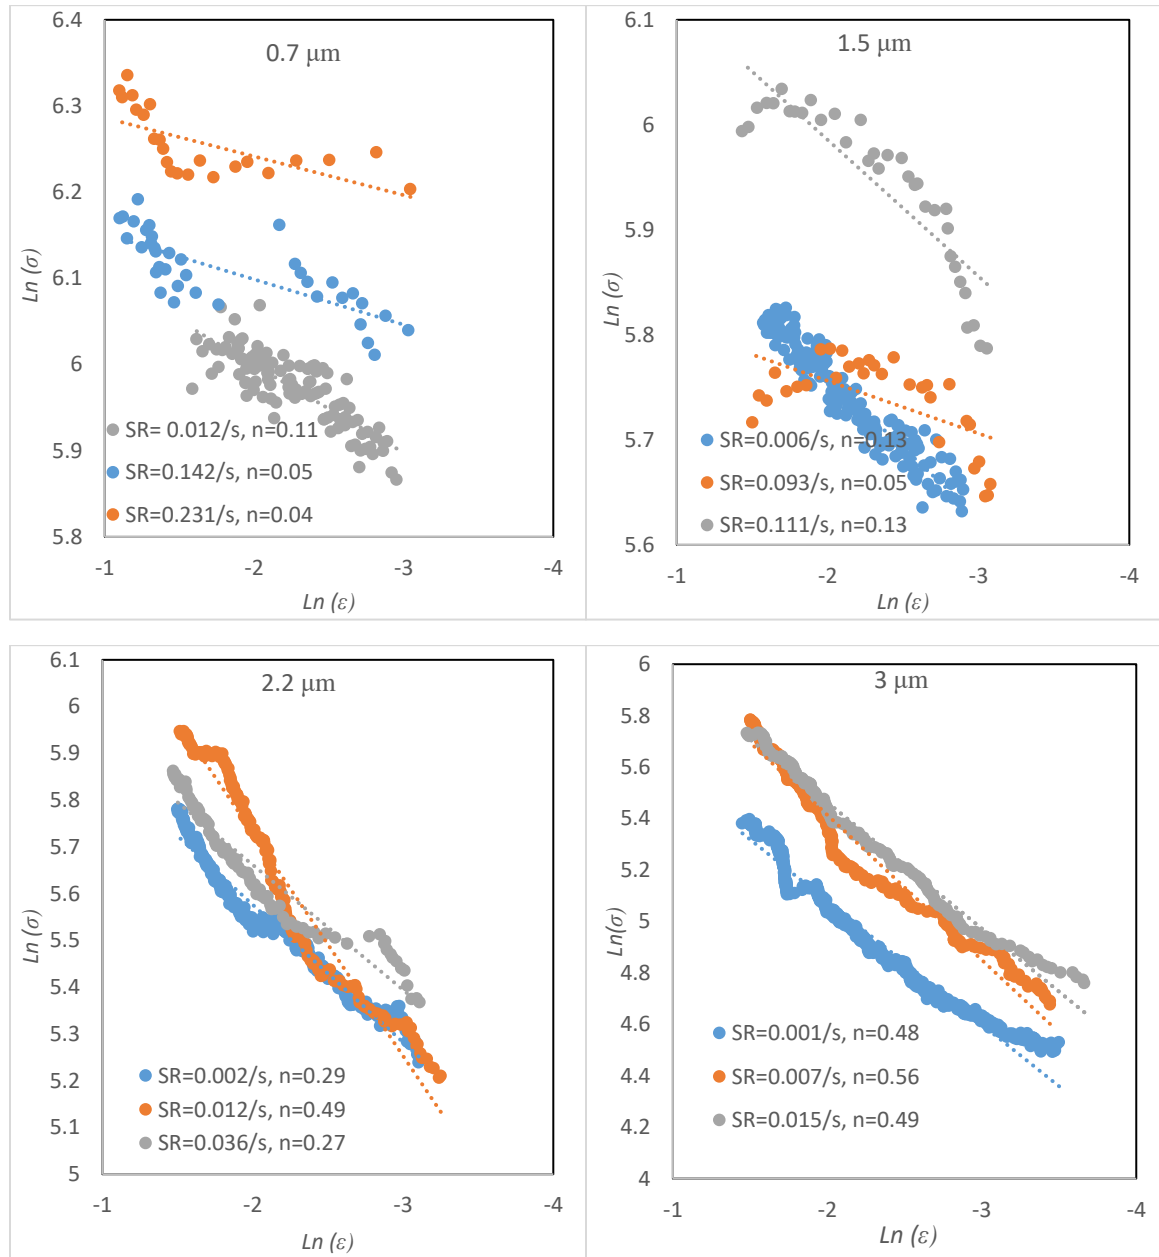 0.7 μm
6.4
6.3
6.2
6.1
6
5.9
5.8
Ln (σ)
SR= 0.012/s, n=0.11
SR=0.142/s, n=0.05
SR=0.231/s, n=0.04
-1
-2
-3
-4
Ln (ε)
1.5 μm
6.1
6
5.9
5.8
5.7
5.6
Ln (σ)
SR=0.006/s, n=0.13
SR=0.093/s, n=0.05
SR=0.111/s, n=0.13
-1
-2
-3
-4
Ln (ε)
2.2 μm
6.1
6
5.9
5.8
5.7
5.6
5.5
5.4
5.3
5.2
5.1
5
Ln (σ)
SR=0.002/s, n=0.29
SR=0.012/s, n=0.49
SR=0.036/s, n=0.27
-1
-2
-3
-4
Ln (ε)
3 μm
6
5.8
5.6
5.4
5.2
5
4.8
4.6
4.4
4.2
4
Ln(σ)
SR=0.001/s, n=0.48
SR=0.007/s, n=0.56
SR=0.015/s, n=0.49
-1
-2
-3
-4
Ln (ε)